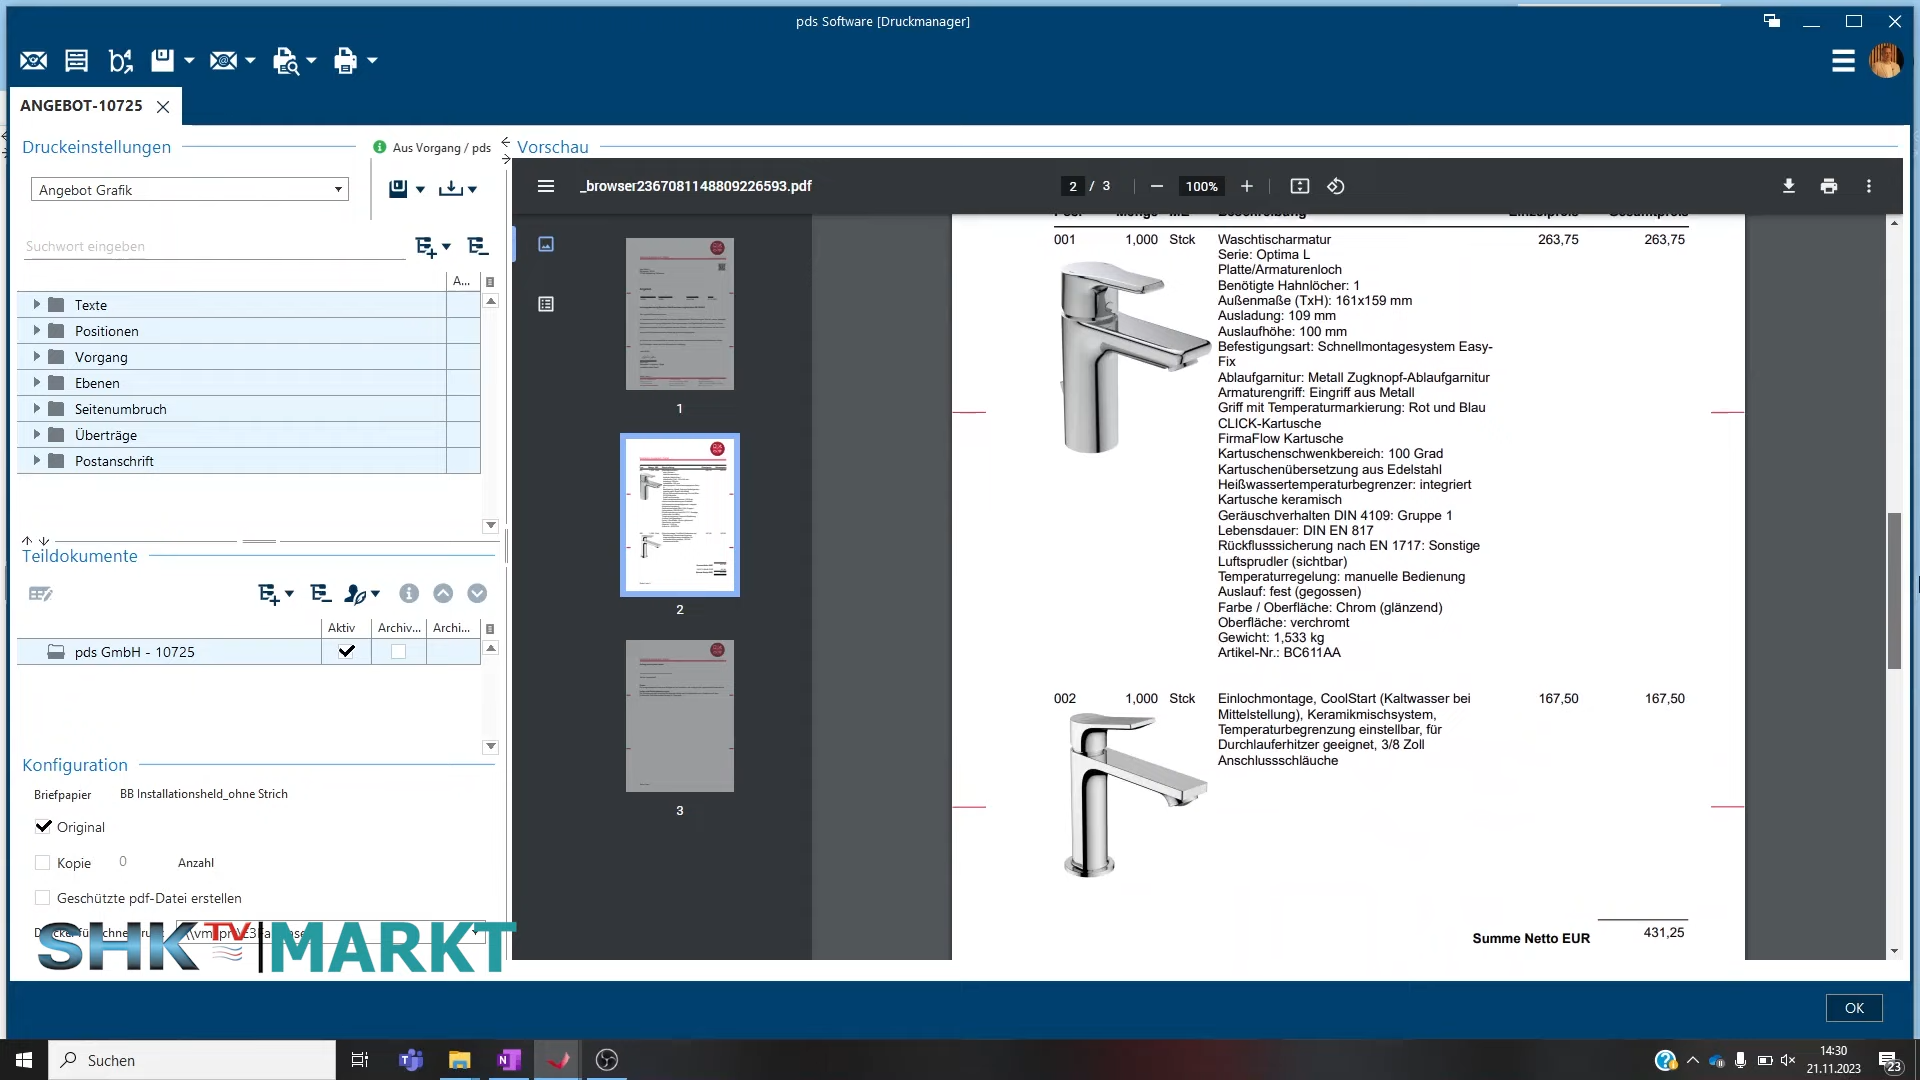 pds Software [Druckmanager]
ANGEBOT-10725
Druckeinstellungen
Aus Vorgang / pds
Angebot Grafik
Suchwort eingeben
A...
Texte
Positionen
Vorgang
Ebenen
Seitenumbruch
Überträge
Postanschrift
Teildokumente
Aktiv Archiv... Archi...
pds GmbH - 10725
Konfiguration
Briefpapier BB Installationsheld_ohne Strich
Original
Kopie 0 Anzahl
Geschützte pdf-Datei erstellen
SHK TV MARKT
Vorschau
_browser2367081148809226593.pdf
2 / 3
100%
1
2
3
Menge Beschreibung Einzelpreis Gesamtpreis
001 1,000 Stck Waschtischarmatur 263,75 263,75
Serie: Optima L
Platte/Armaturenloch
Benötigte Hahnlöcher: 1
Außenmaße (TxH): 161x159 mm
Ausladung: 109 mm
Auslaufhöhe: 100 mm
Befestigungsart: Schnellmontagesystem Easy-
Fix
Ablaufgarnitur: Metall Zugknopf-Ablaufgarnitur
Armaturengriff: Eingriff aus Metall
Griff mit Temperaturmarkierung: Rot und Blau
CLICK-Kartusche
FirmaFlow Kartusche
Kartuschenschwenkbereich: 100 Grad
Kartuschenübersetzung aus Edelstahl
Heißwassertemperaturbegrenzer: integriert
Kartusche keramisch
Geräuschverhalten DIN 4109: Gruppe 1
Lebensdauer: DIN EN 817
Rückflusssicherung nach EN 1717: Sonstige
Luftsprudler (sichtbar)
Temperaturregelung: manuelle Bedienung
Auslauf: fest (gegossen)
Farbe / Oberfläche: Chrom (glänzend)
Oberfläche: verchromt
Gewicht: 1,533 kg
Artikel-Nr.: BC611AA
002 1,000 Stck Einlochmontage, CoolStart (Kaltwasser bei 167,50 167,50
Mittelstellung), Keramikmischsystem,
Temperaturbegrenzung einstellbar, für
Durchlauferhitzer geeignet, 3/8 Zoll
Anschlussschläuche
Summe Netto EUR 431,25
OK
Suchen
14:30
21.11.2023
23